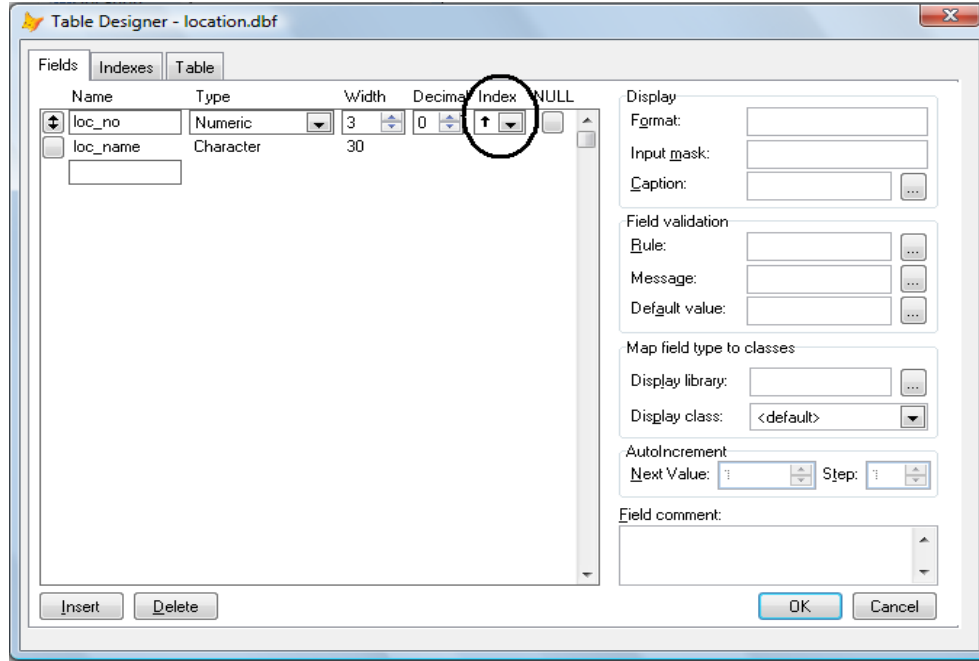 Table Designer - location.dbf
Fields Indexes Table
Name Type Width Decimal Index NULL
loc_no Numeric 3 0
loc_name Character 30
Display
Format:
Input mask:
Caption: ...
Field validation
Rule: ...
Message: ...
Default value: ...
Map field type to classes
Display library: ...
Display class: <default>
AutoIncrement
Next Value: 1 Step: 1
Field comment:
Insert Delete OK Cancel